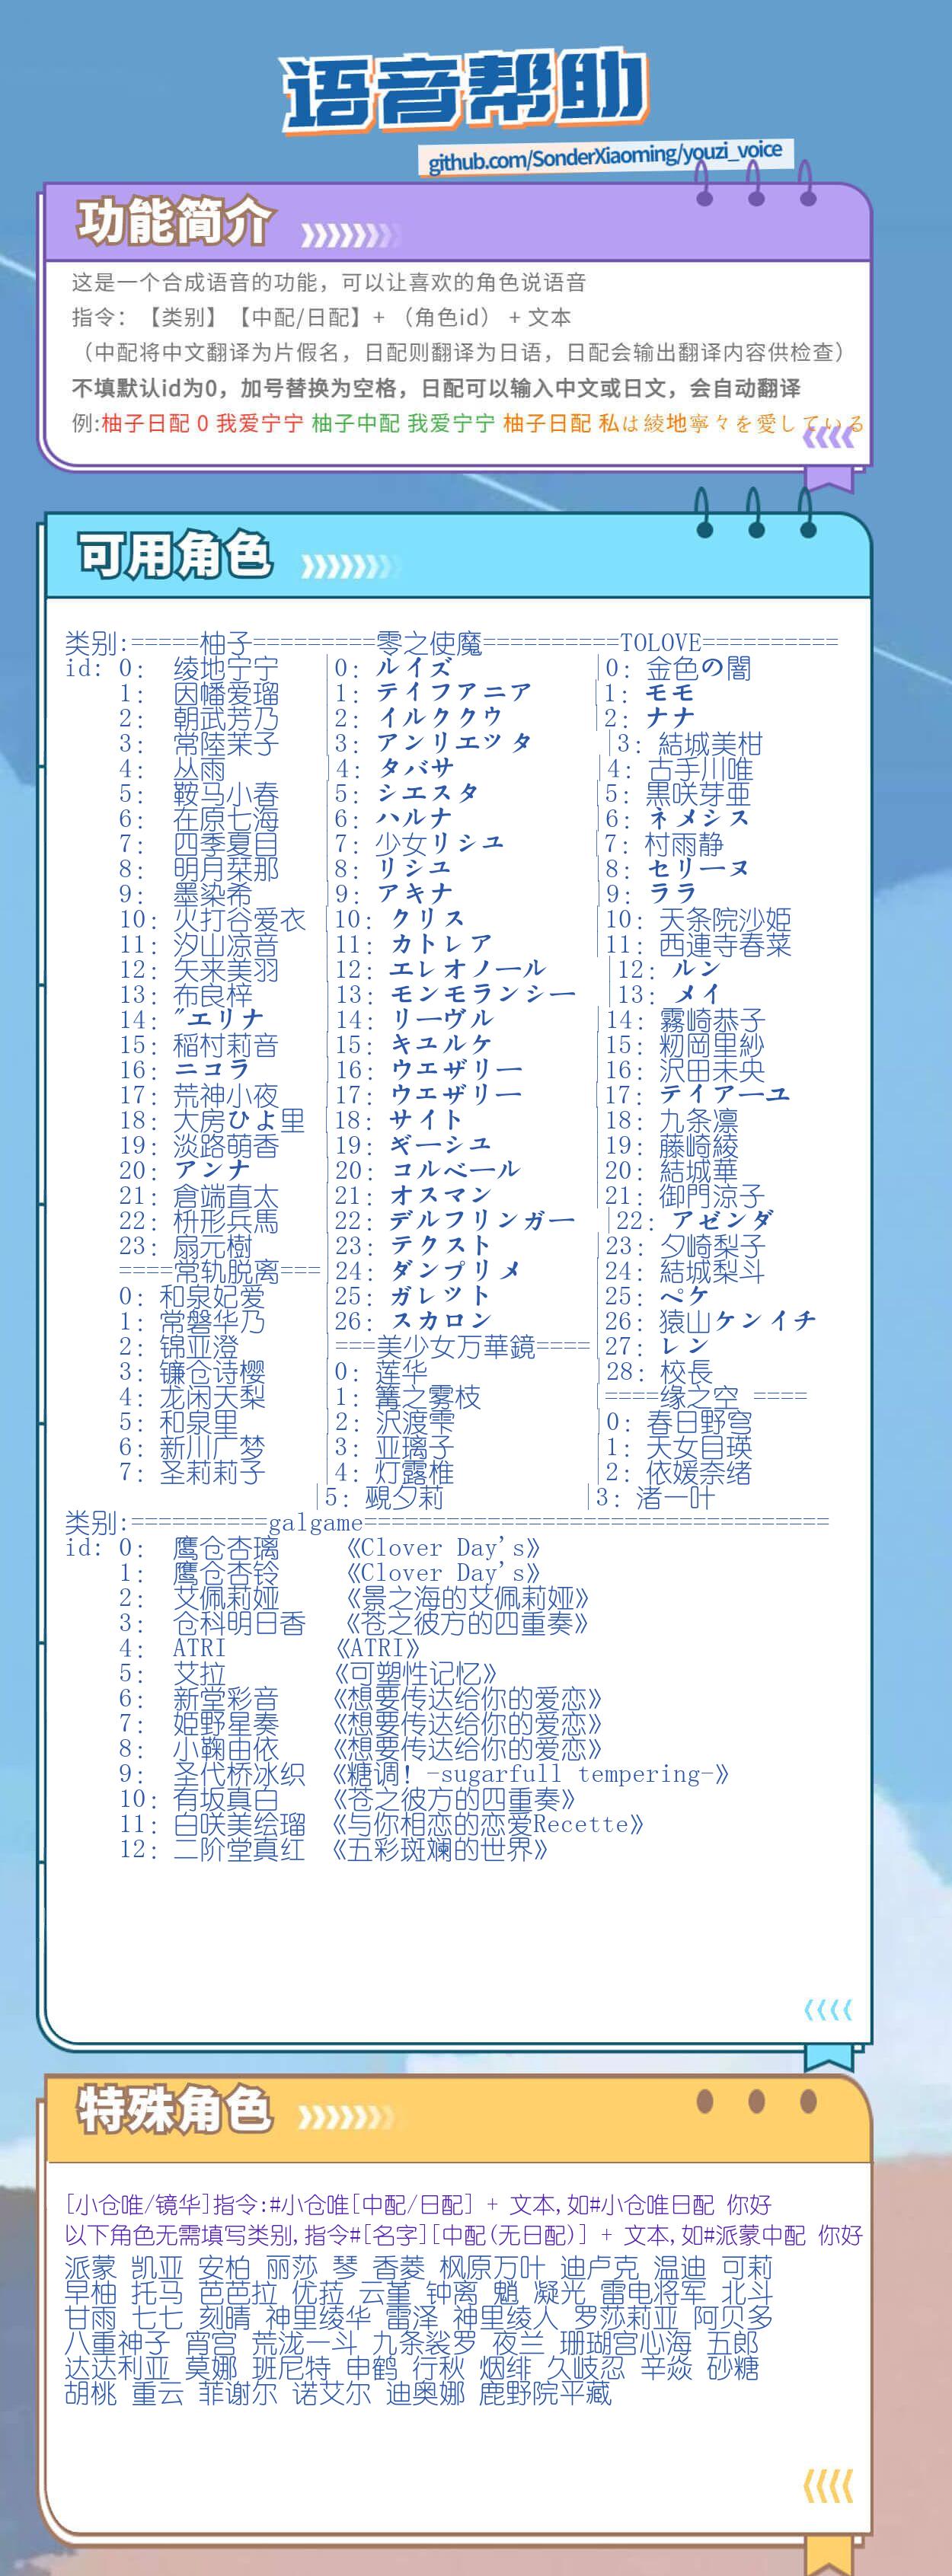 语音帮助
github.com/SonderXiaoming/youzi_voice
功能简介
这是一个合成语音的功能，可以让喜欢的角色说语音
指令：【类别】【中配/日配】+ （角色id） + 文本
（中配将中文翻译为片假名，日配则翻译为日语，日配会输出翻译内容供检查）
不填默认id为0，加号替换为空格，日配可以输入中文或日文，会自动翻译
例:柚子日配 0 我爱宁宁 柚子中配 我爱宁宁 柚子日配 私は綾地寧々を愛している
可用角色
类别:=====柚子=========零之使魔==========TOLOVE==========
id: 0: 绫地宁宁 |0: ルイズ |0: 金色の闇
1: 因幡爱瑠 |1: テイフアニア |1: モモ
2: 朝武芳乃 |2: イルククウ |2: ナナ
3: 常陸茉子 |3: アンリエツタ |3: 結城美柑
4: 丛雨 |4: タバサ |4: 古手川唯
5: 鞍马小春 |5: シエスタ |5: 黒咲芽亜
6: 在原七海 |6: ハルナ |6: ネメシス
7: 四季夏目 |7: 少女リシユ |7: 村雨静
8: 明月栞那 |8: リシユ |8: セリーヌ
9: 墨染希 |9: アキナ |9: ララ
10: 火打谷爱衣 |10: クリス |10: 天条院沙姫
11: 汐山凉音 |11: カトレア |11: 西連寺春菜
12: 矢来美羽 |12: エレオノール |12: ルン
13: 布良梓 |13: モンモランシー |13: メイ
14: "エリナ |14: リーヴル |14: 霧崎恭子
15: 稲村莉音 |15: キユルケ |15: 籾岡里紗
16: ニコラ |16: ウエザリー |16: 沢田未央
17: 荒神小夜 |17: ウエザリー |17: テイアーユ
18: 大房ひよ里 |18: サイト |18: 九条凛
19: 淡路萌香 |19: ギーシユ |19: 藤崎綾
20: アンナ |20: コルベール |20: 結城華
21: 倉端直太 |21: オスマン |21: 御門涼子
22: 枡形兵馬 |22: デルフリンガー |22: アゼンダ
23: 扇元樹 |23: テクスト |23: 夕崎梨子
====常轨脱离===|24: ダンプリメ |24: 結城梨斗
0: 和泉妃爱 |25: ガレツト |25: ペケ
1: 常磐华乃 |26: スカロン |26: 猿山ケンイチ
2: 锦亚澄 |===美少女万華鏡====|27: レン
3: 镰仓诗樱 |0: 莲华 |28: 校長
4: 龙闲天梨 |1: 篝之雾枝 |====缘之空 ====
5: 和泉里 |2: 沢渡雫 |0: 春日野穹
6: 新川广梦 |3: 亚璃子 |1: 天女目瑛
7: 圣莉莉子 |4: 灯露椎 |2: 依媛奈绪
|5: 覡夕莉 |3: 渚一叶
类别:==========galgame==================================
id: 0: 鹰仓杏璃 《Clover Day's》
1: 鹰仓杏铃 《Clover Day's》
2: 艾佩莉娅 《景之海的艾佩莉娅》
3: 仓科明日香 《苍之彼方的四重奏》
4: ATRI 《ATRI》
5: 艾拉 《可塑性记忆》
6: 新堂彩音 《想要传达给你的爱恋》
7: 姫野星奏 《想要传达给你的爱恋》
8: 小鞠由依 《想要传达给你的爱恋》
9: 圣代桥冰织 《糖调! -sugarfull tempering-》
10: 有坂真白 《苍之彼方的四重奏》
11: 白咲美绘瑠 《与你相恋的恋爱Recette》
12: 二阶堂真红 《五彩斑斓的世界》
特殊角色
[小仓唯/镜华]指令:#小仓唯[中配/日配] + 文本,如#小仓唯日配 你好
以下角色无需填写类别,指令#[名字][中配(无日配)] + 文本,如#派蒙中配 你好
派蒙 凯亚 安柏 丽莎 琴 香菱 枫原万叶 迪卢克 温迪 可莉
早柚 托马 芭芭拉 优菈 云堇 钟离 魈 凝光 雷电将军 北斗
甘雨 七七 刻晴 神里绫华 雷泽 神里绫人 罗莎莉亚 阿贝多
八重神子 宵宫 荒泷一斗 九条裟罗 夜兰 珊瑚宫心海 五郎
达达利亚 莫娜 班尼特 申鹤 行秋 烟绯 久岐忍 辛焱 砂糖
胡桃 重云 菲谢尔 诺艾尔 迪奥娜 鹿野院平藏